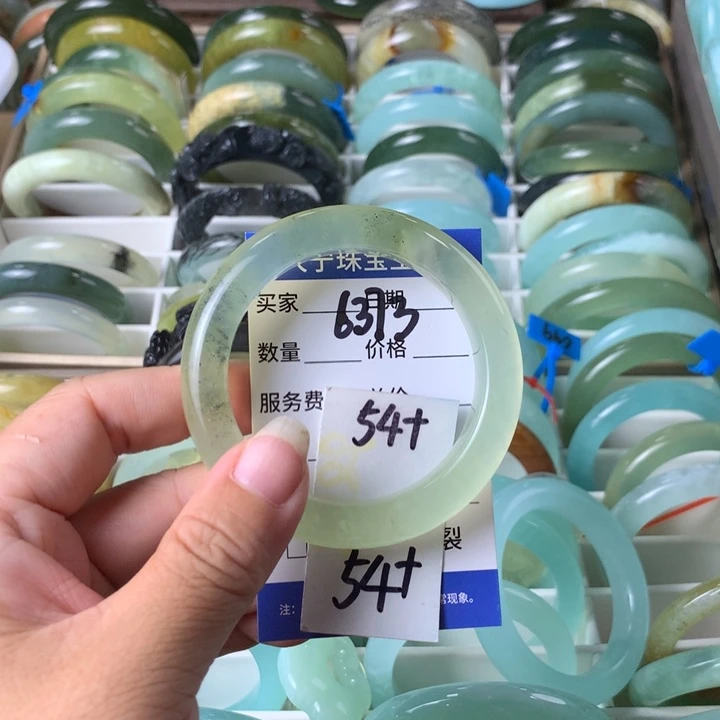 于珠宝
买家 日期
6373
数量 价格
服务费
54+
裂
54+
注：
现象。